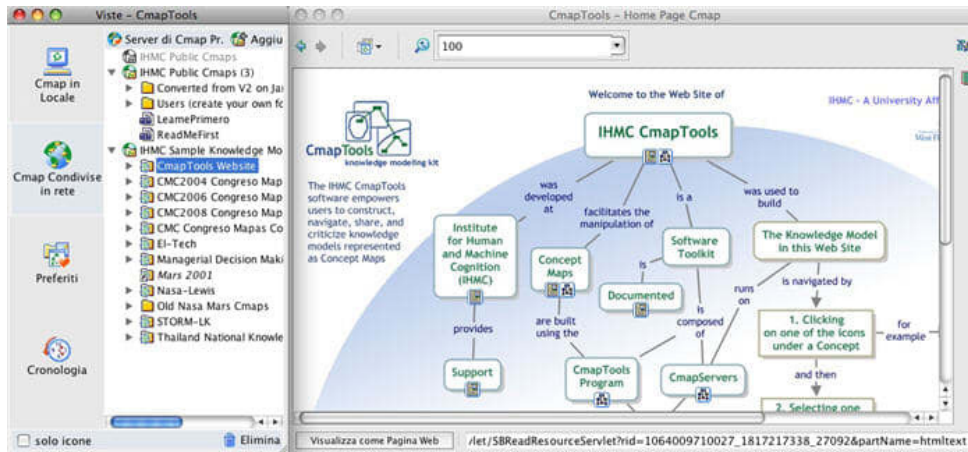 Viste – CmapTools
Server di Cmap Pr.
Aggiu
IHMC Public Cmaps
IHMC Public Cmaps (3)
Converted from V2 on Jar
Users (create your own fo
LeamePrimero
ReadMeFirst
IHMC Sample Knowledge Mo
CmapTools Website
CMC2004 Congreso Map
CMC2006 Congreso Map
CMC2008 Congreso Map
CMC Congreso Mapas Co
El-Tech
Managerial Decision Maki
Mars 2001
Nasa-Lewis
Old Nasa Mars Cmaps
STORM-LK
Thailand National Knowle
Cmap in
Locale
Cmap Condivise
in rete
Preferiti
Cronologia
solo icone
Elimina
CmapTools – Home Page Cmap
100
CmapTools
knowledge modeling kit
The IHMC CmapTools
software empowers
users to construct,
navigate, share, and
criticize knowledge
models represented
as Concept Maps
Welcome to the Web Site of
IHMC - A University Aff
IHMC CmapTools
was
developed
at
facilitates the
manipulation of
is a
was used to
build
Institute
for Human
and Machine
Cognition
(IHMC)
Concept
Maps
Software
Toolkit
The Knowledge Model
in this Web Site
is
Documented
runs
on
is navigated by
provides
are built
using the
is
composed
of
1. Clicking
on one of the icons
under a Concept
for
example
Support
CmapTools
Program
CmapServers
and then
2. Selecting one
Visualizza come Pagina Web
/let/SBReadResourceServlet?rid=1064009710027_1817217338_27092&partName=htmltext